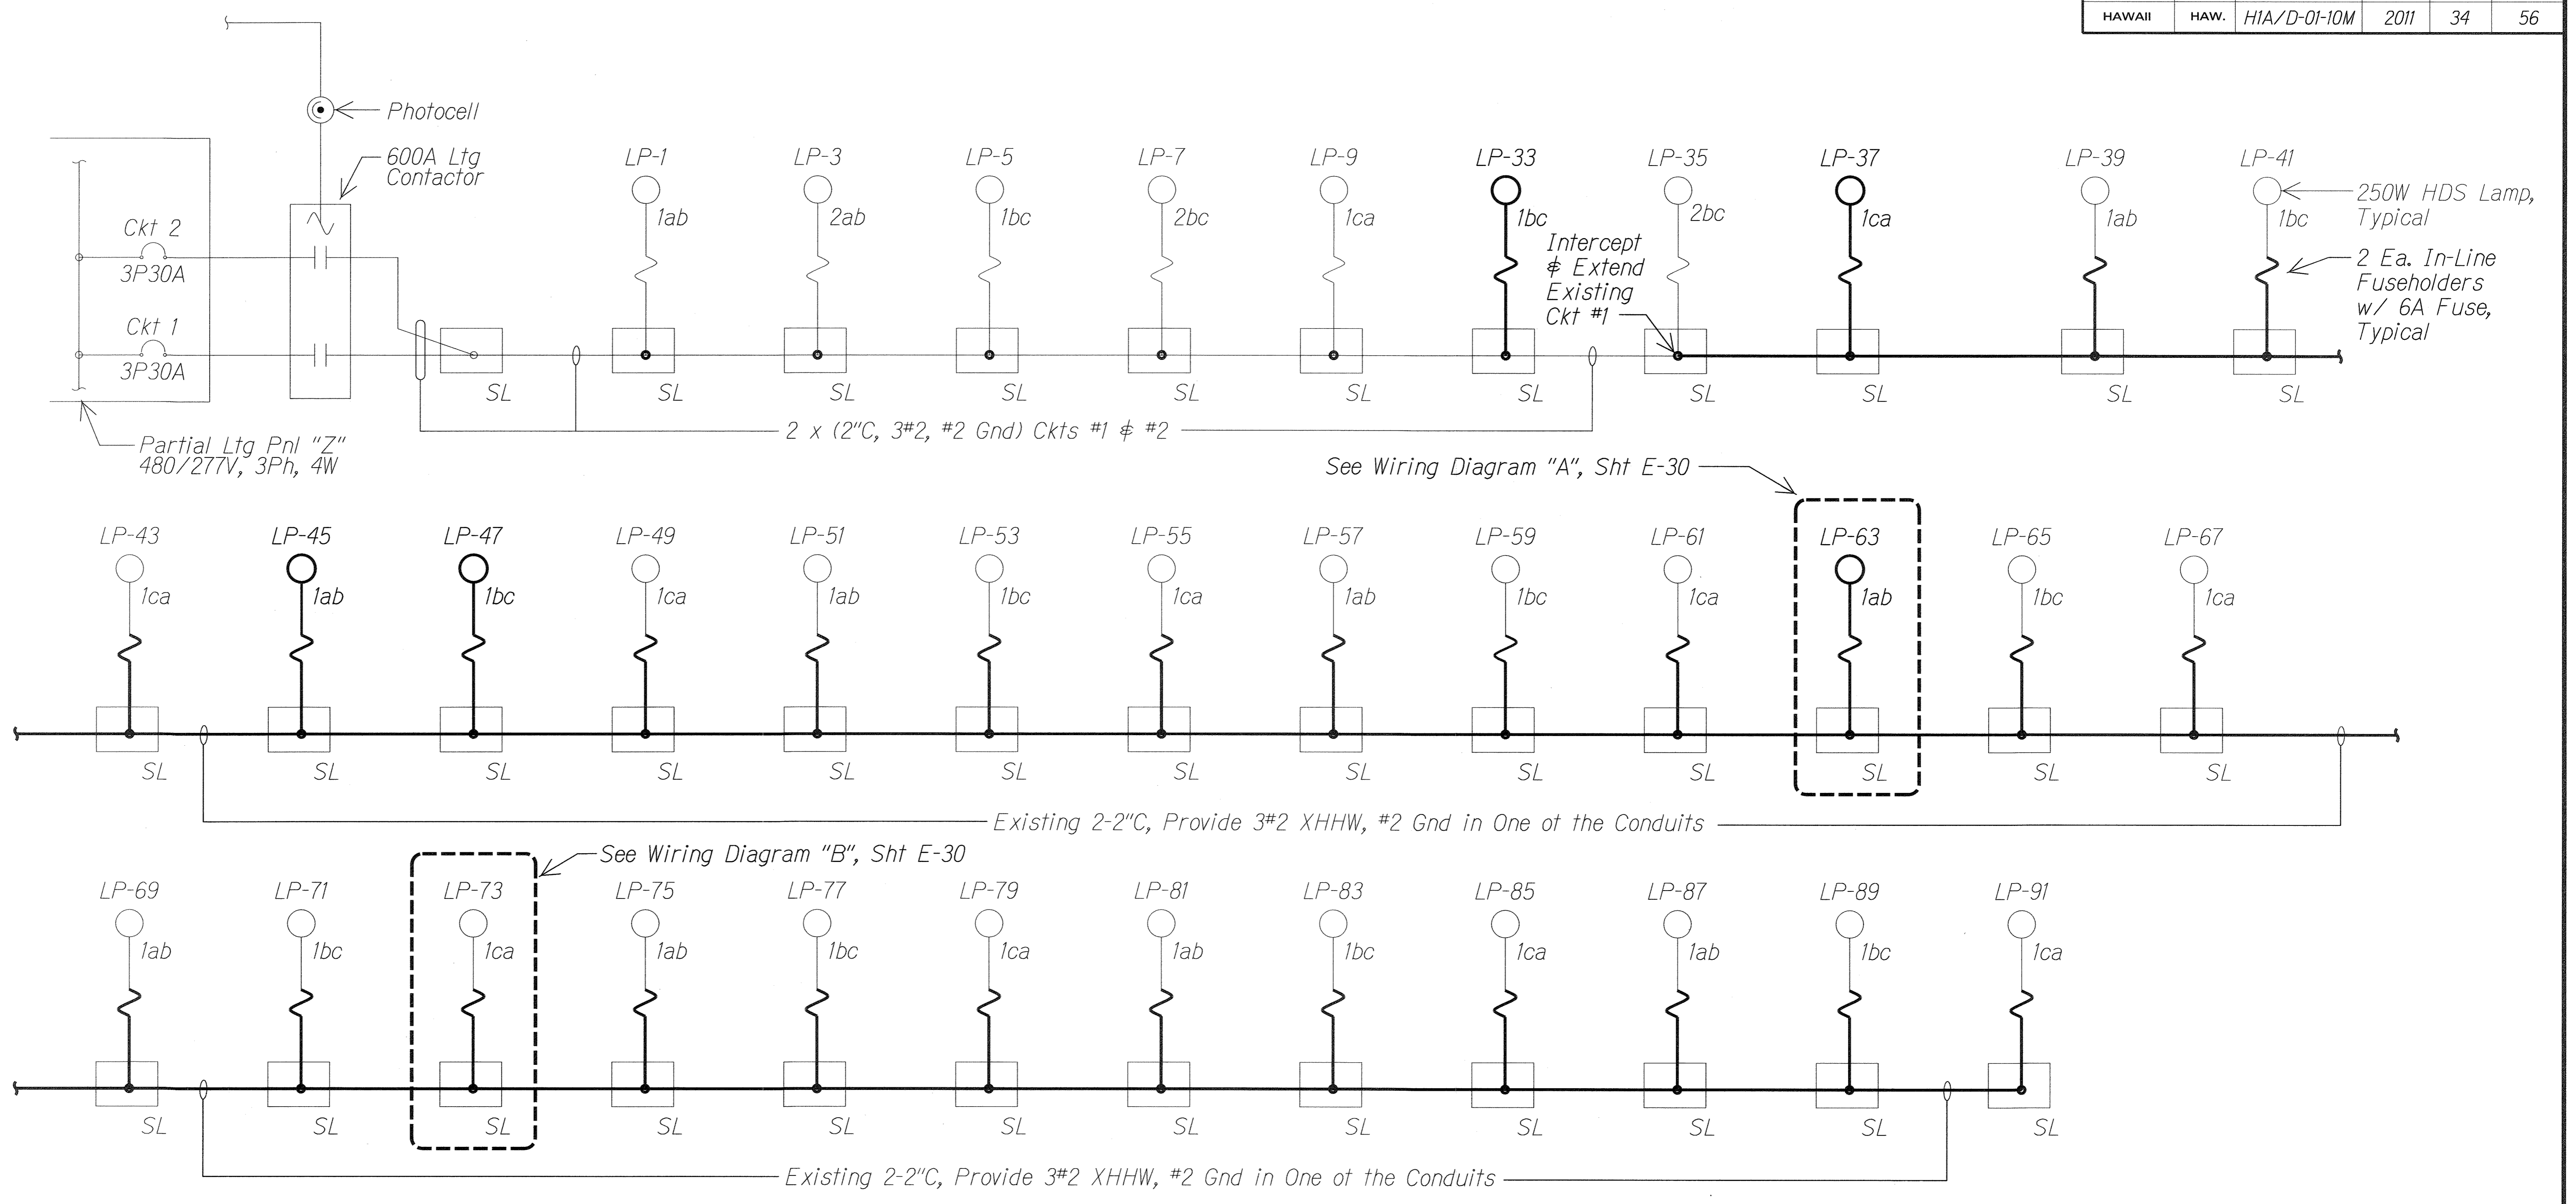 HAWAII HAW. H1A/D-01-10M 2011 34 56
Photocell
600A Ltg
Contactor
Ckt 2
3P30A
Ckt 1
3P30A
Partial Ltg Pnl "Z"
480/277V, 3Ph, 4W
LP-1 LP-3 LP-5 LP-7 LP-9 LP-33 LP-35 LP-37 LP-39 LP-41
1ab 2ab 1bc 2bc 1ca 1bc 2bc 1ca 1ab 1bc
250W HDS Lamp,
Typical
2 Ea. In-Line
Fuseholders
w/ 6A Fuse,
Typical
Intercept
& Extend
Existing
Ckt #1
SL SL SL SL SL SL SL SL SL SL SL
2 x (2"C, 3#2, #2 Gnd) Ckts #1 & #2
See Wiring Diagram "A", Sht E-30
LP-43 LP-45 LP-47 LP-49 LP-51 LP-53 LP-55 LP-57 LP-59 LP-61 LP-63 LP-65 LP-67
1ca 1ab 1bc 1ca 1ab 1bc 1ca 1ab 1bc 1ca 1ab 1bc 1ca
SL SL SL SL SL SL SL SL SL SL SL SL SL
Existing 2-2"C, Provide 3#2 XHHW, #2 Gnd in One ot the Conduits
See Wiring Diagram "B", Sht E-30
LP-69 LP-71 LP-73 LP-75 LP-77 LP-79 LP-81 LP-83 LP-85 LP-87 LP-89 LP-91
1ab 1bc 1ca 1ab 1bc 1ca 1ab 1bc 1ca 1ab 1bc 1ca
SL SL SL SL SL SL SL SL SL SL SL SL
Existing 2-2"C, Provide 3#2 XHHW, #2 Gnd in One ot the Conduits